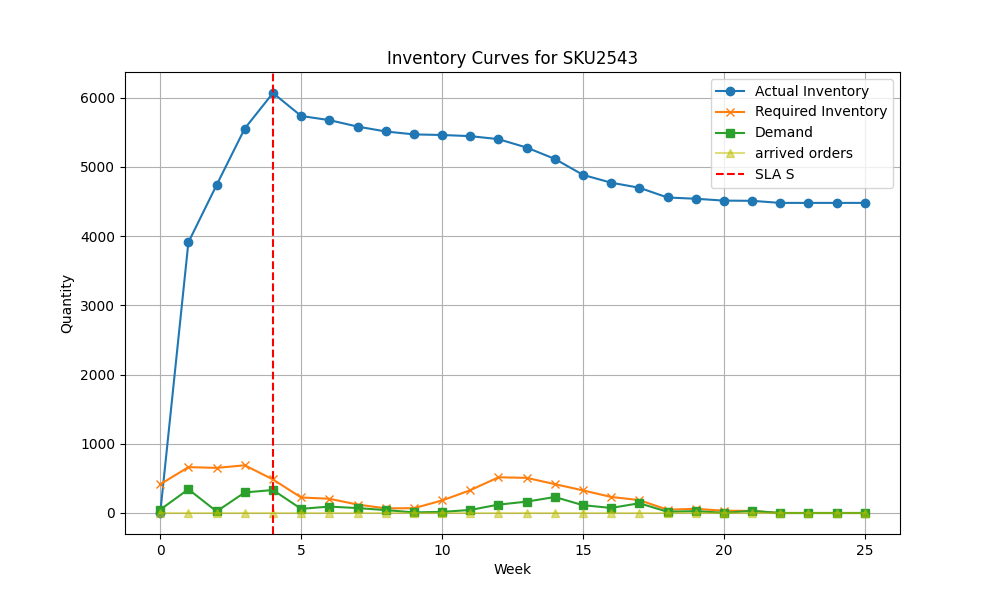 Inventory Curves for SKU2543
Actual Inventory
Required Inventory
Demand
arrived orders
SLA S
Quantity
6000
5000
4000
3000
2000
1000
0
0 5 10 15 20 25
Week